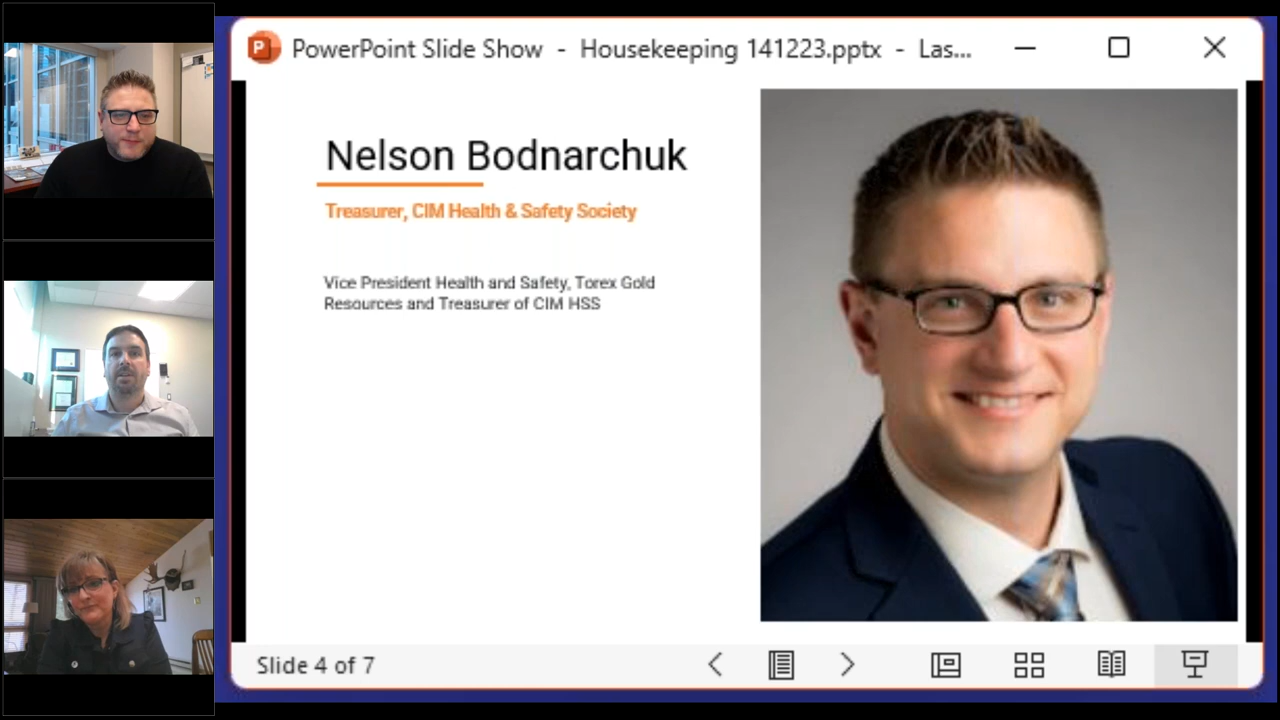 PowerPoint Slide Show - Housekeeping 141223.pptx - Las...
Nelson Bodnarchuk
Treasurer, CIM Health & Safety Society
Vice President Health and Safety, Torex Gold
Resources and Treasurer of CIM HSS
Slide 4 of 7